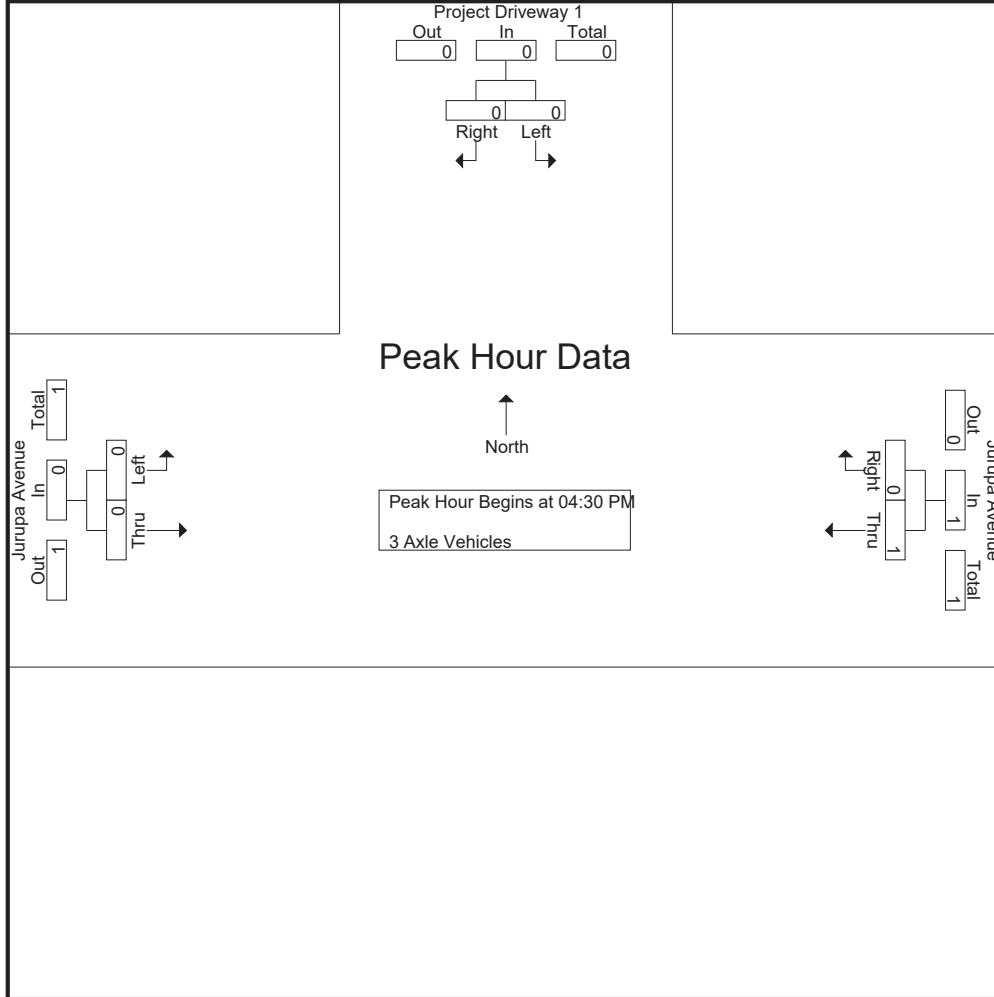 Project Driveway 1
Out In Total
0 0 0
0 0
Right Left
Peak Hour Data
North
Peak Hour Begins at 04:30 PM
3 Axle Vehicles
Jurupa Avenue
Out In Total
1 0 1
Left Thru
0 0
Jurupa Avenue
Out In Total
0 1 1
Right Thru
0 1